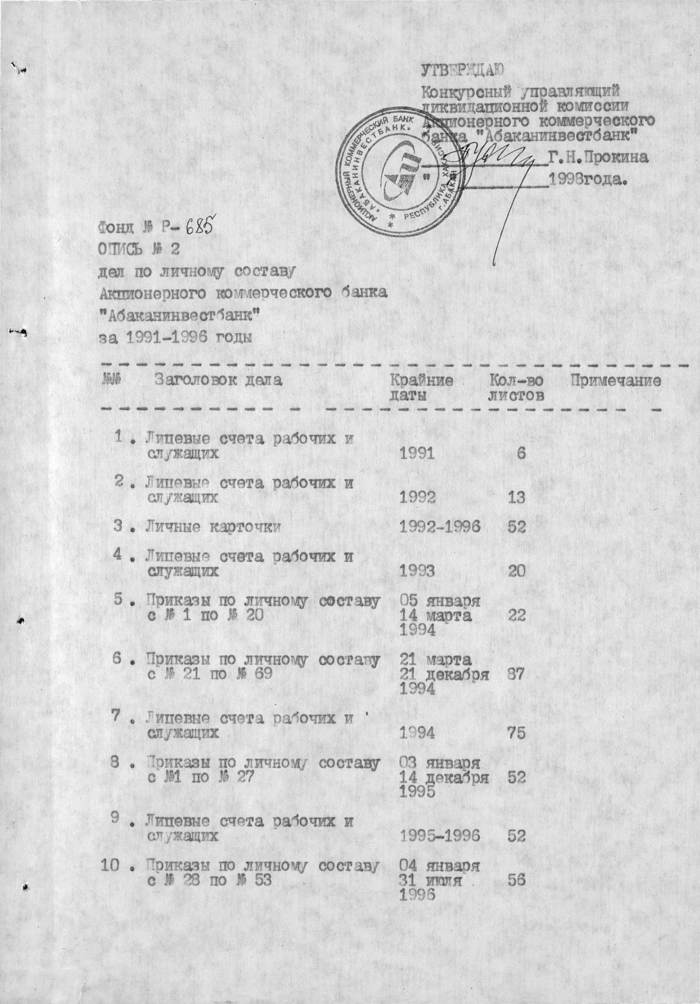 УТВЕРЖДАЮ
Конкурсный управляющий
ликвидационной комиссии
Акционерного коммерческого
банка "Абаканинвестбанк"
Г.Н.Прокина
" " 1998года.
АКЦИОНЕРНЫЙ КОММЕРЧЕСКИЙ БАНК
"АБАКАНИНВЕСТБАНК"
РЕСПУБЛИКА ХАКАСИЯ
г. АБАКАН
Фонд № Р-685
ОПИСЬ № 2
дел по личному составу
Акционерного коммерческого банка
"Абаканинвестбанк"
за 1991-1996 годы
№№ Заголовок дела Крайние Кол-во Примечание
даты листов
1. Лицевые счета рабочих и
служащих 1991 6
2. Лицевые счета рабочих и
служащих 1992 13
3. Личные карточки 1992-1996 52
4. Лицевые счета рабочих и
служащих 1993 20
5. Приказы по личному составу 05 января
с № 1 по № 20 14 марта 22
1994
6. Приказы по личному составу 21 марта
с № 21 по № 69 21 декабря 87
1994
7. Лицевые счета рабочих и
служащих 1994 75
8. Приказы по личному составу 03 января
с №1 по № 27 14 декабря 52
1995
9. Лицевые счета рабочих и
служащих 1995-1996 52
10. Приказы по личному составу 04 января
с № 28 по № 53 31 июля 56
1996